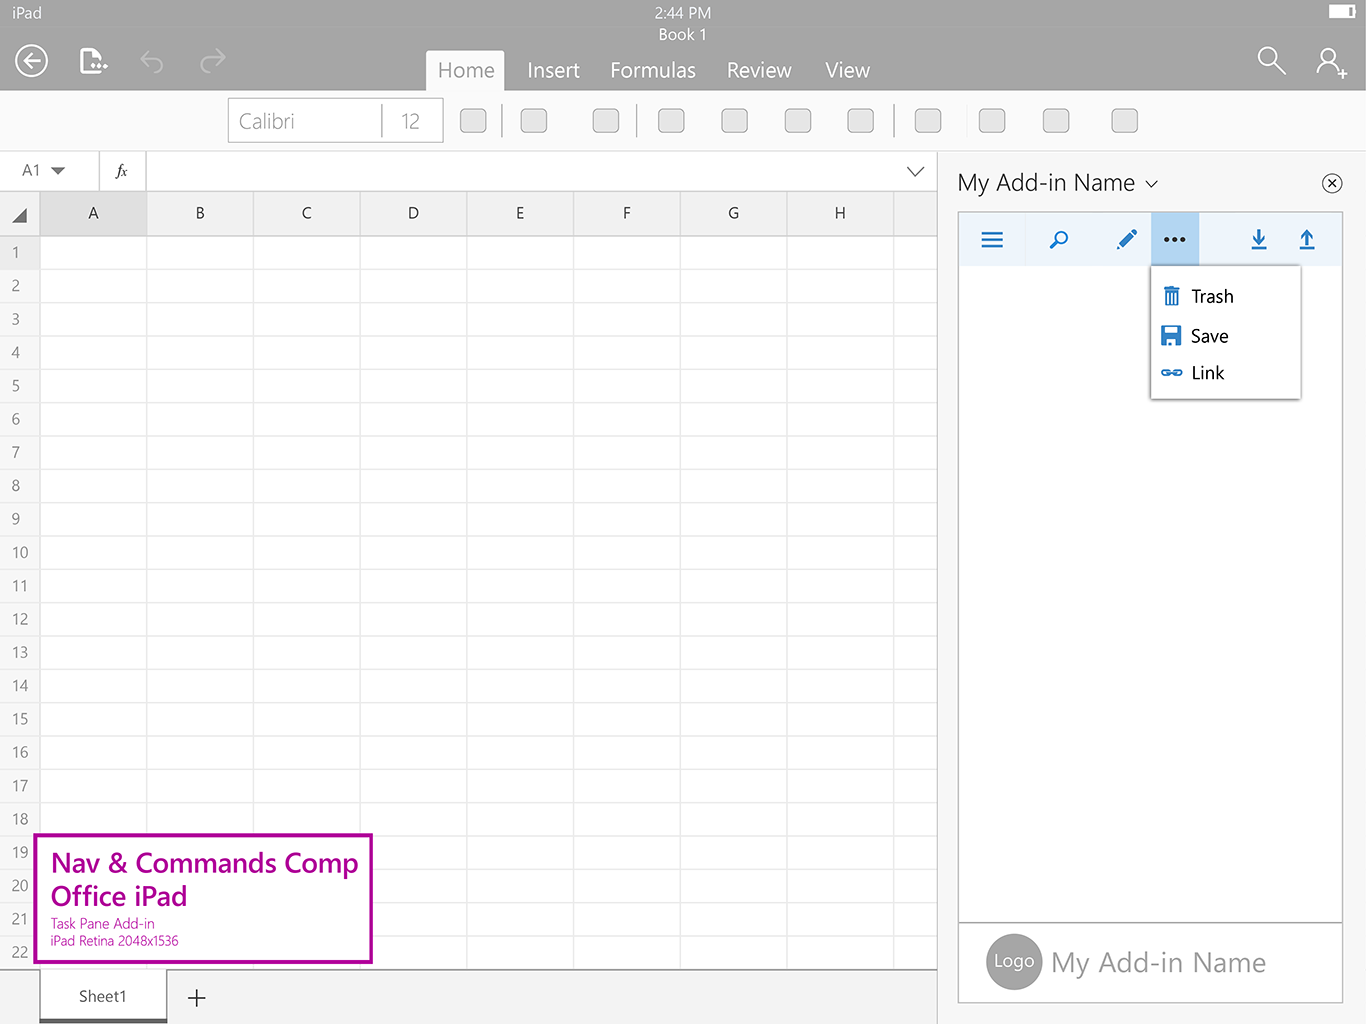 iPad
2:44 PM
Book 1
Home Insert Formulas Review View
Calibri 12
A1 fx
My Add-in Name
A B C D E F G H
1
2
3
4
5
6
7
8
9
10
11
12
13
14
15
16
17
18
19
20
21
22
Trash
Save
Link
Nav & Commands Comp
Office iPad
Task Pane Add-in
iPad Retina 2048x1536
Logo My Add-in Name
Sheet1